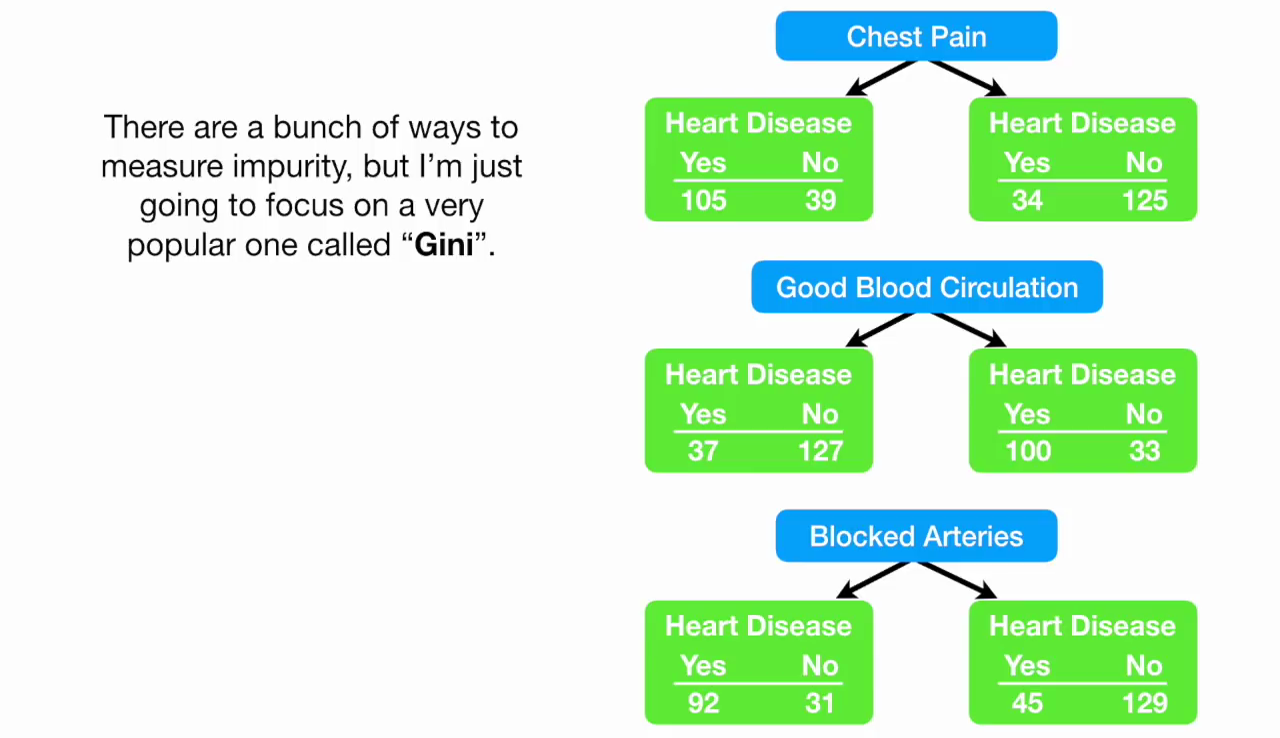 There are a bunch of ways to
measure impurity, but I’m just
going to focus on a very
popular one called “Gini”.
Chest Pain
Heart Disease
Yes No
105 39
Heart Disease
Yes No
34 125
Good Blood Circulation
Heart Disease
Yes No
37 127
Heart Disease
Yes No
100 33
Blocked Arteries
Heart Disease
Yes No
92 31
Heart Disease
Yes No
45 129